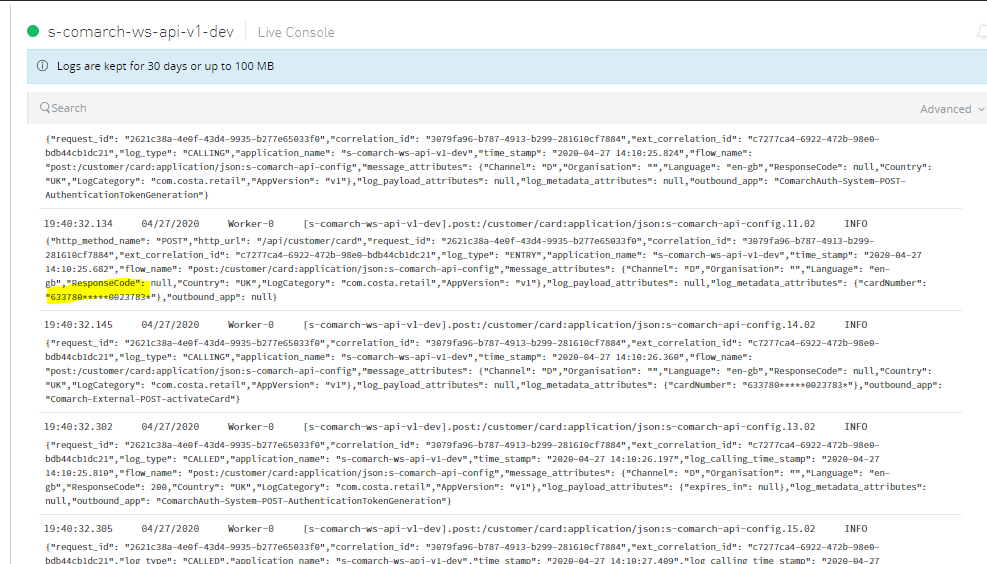 s-comarch-ws-api-v1-dev Live Console
Logs are kept for 30 days or up to 100 MB
Search Advanced
{"request_id": "2621c38a-4e0f-43d4-9935-b277e65033f0","correlation_id": "3079fa96-b787-4913-b299-281610cf7884","ext_correlation_id": "c7277ca4-6922-472b-98e0-
bdb44cb1dc21","log_type": "CALLING","application_name": "s-comarch-ws-api-v1-dev","time_stamp": "2020-04-27 14:10:25.824","flow_name":
"post:/customer/card:application/json:s-comarch-api-config","message_attributes": {"Channel": "D","Organisation": "","Language": "en-gb","ResponseCode": null,"Country":
"UK","LogCategory": "com.costa.retail","AppVersion": "v1"},"log_payload_attributes": null,"log_metadata_attributes": null,"outbound_app": "ComarchAuth-System-POST-
AuthenticationTokenGeneration"}
19:40:32.134 04/27/2020 Worker-0 [s-comarch-ws-api-v1-dev].post:/customer/card:application/json:s-comarch-api-config.11.02 INFO
{"http_method_name": "POST","http_url": "/api/customer/card","request_id": "2621c38a-4e0f-43d4-9935-b277e65033f0","correlation_id": "3079fa96-b787-4913-b299-
281610cf7884","ext_correlation_id": "c7277ca4-6922-472b-98e0-bdb44cb1dc21","log_type": "ENTRY","application_name": "s-comarch-ws-api-v1-dev","time_stamp": "2020-04-27
14:10:25.682","flow_name": "post:/customer/card:application/json:s-comarch-api-config","message_attributes": {"Channel": "D","Organisation": "","Language": "en-
gb","ResponseCode": null,"Country": "UK","LogCategory": "com.costa.retail","AppVersion": "v1"},"log_payload_attributes": null,"log_metadata_attributes": {"cardNumber":
"633780*****0023783*"},"outbound_app": null}
19:40:32.145 04/27/2020 Worker-0 [s-comarch-ws-api-v1-dev].post:/customer/card:application/json:s-comarch-api-config.14.02 INFO
{"request_id": "2621c38a-4e0f-43d4-9935-b277e65033f0","correlation_id": "3079fa96-b787-4913-b299-281610cf7884","ext_correlation_id": "c7277ca4-6922-472b-98e0-
bdb44cb1dc21","log_type": "CALLING","application_name": "s-comarch-ws-api-v1-dev","time_stamp": "2020-04-27 14:10:26.360","flow_name":
"post:/customer/card:application/json:s-comarch-api-config","message_attributes": {"Channel": "D","Organisation": "","Language": "en-gb","ResponseCode": null,"Country":
"UK","LogCategory": "com.costa.retail","AppVersion": "v1"},"log_payload_attributes": null,"log_metadata_attributes": {"cardNumber": "633780*****0023783*"},"outbound_app":
"Comarch-External-POST-activateCard"}
19:40:32.302 04/27/2020 Worker-0 [s-comarch-ws-api-v1-dev].post:/customer/card:application/json:s-comarch-api-config.13.02 INFO
{"request_id": "2621c38a-4e0f-43d4-9935-b277e65033f0","correlation_id": "3079fa96-b787-4913-b299-281610cf7884","ext_correlation_id": "c7277ca4-6922-472b-98e0-
bdb44cb1dc21","log_type": "CALLED","application_name": "s-comarch-ws-api-v1-dev","time_stamp": "2020-04-27 14:10:26.197","log_calling_time_stamp": "2020-04-27
14:10:25.810","flow_name": "post:/customer/card:application/json:s-comarch-api-config","message_attributes": {"Channel": "D","Organisation": "","Language": "en-
gb","ResponseCode": 200,"Country": "UK","LogCategory": "com.costa.retail","AppVersion": "v1"},"log_payload_attributes": {"expires_in": null},"log_metadata_attributes":
null,"outbound_app": "ComarchAuth-System-POST-AuthenticationTokenGeneration"}
19:40:32.305 04/27/2020 Worker-0 [s-comarch-ws-api-v1-dev].post:/customer/card:application/json:s-comarch-api-config.15.02 INFO
{"request_id": "2621c38a-4e0f-43d4-9935-b277e65033f0","correlation_id": "3079fa96-b787-4913-b299-281610cf7884","ext_correlation_id": "c7277ca4-6922-472b-98e0-
bdb44cb1dc21","log_type": "CALLED","application_name": "s-comarch-ws-api-v1-dev","time_stamp": "2020-04-27 14:10:27.409","log_calling_time_stamp": "2020-04-27